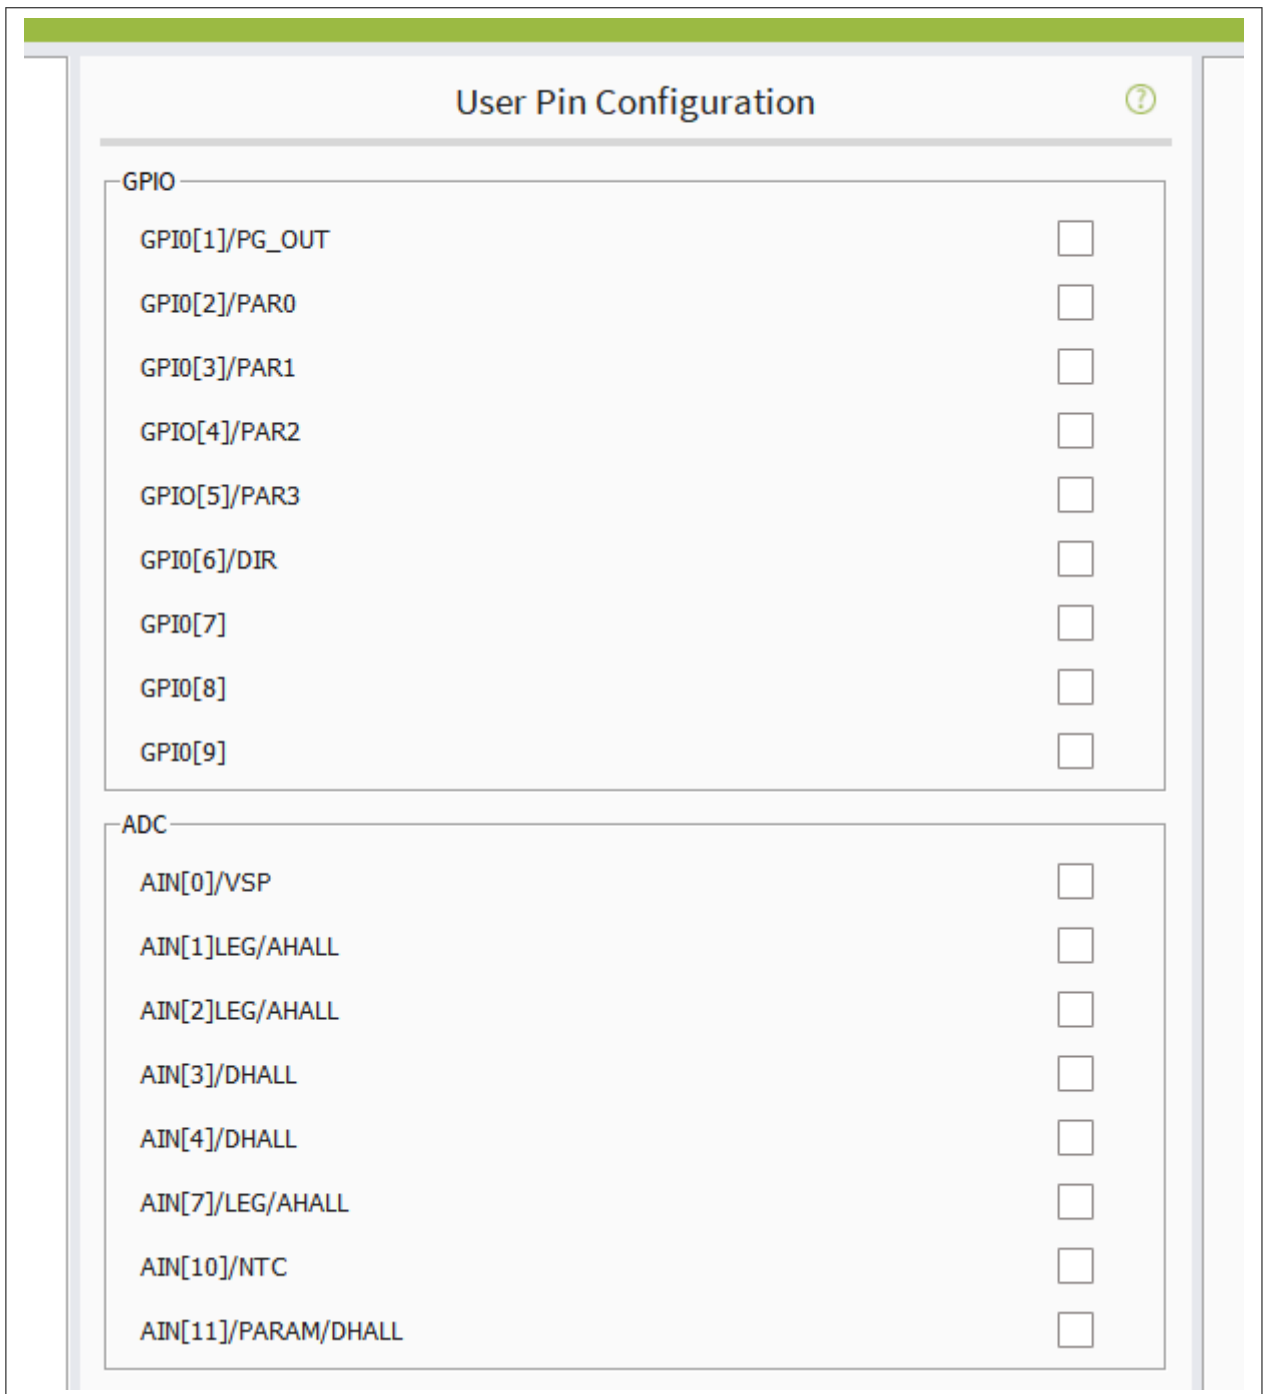 User Pin Configuration
?
GPIO
GPI0[1]/PG_OUT
GPI0[2]/PAR0
GPI0[3]/PAR1
GPIO[4]/PAR2
GPIO[5]/PAR3
GPI0[6]/DIR
GPI0[7]
GPI0[8]
GPI0[9]
ADC
AIN[0]/VSP
AIN[1]LEG/AHALL
AIN[2]LEG/AHALL
AIN[3]/DHALL
AIN[4]/DHALL
AIN[7]/LEG/AHALL
AIN[10]/NTC
AIN[11]/PARAM/DHALL